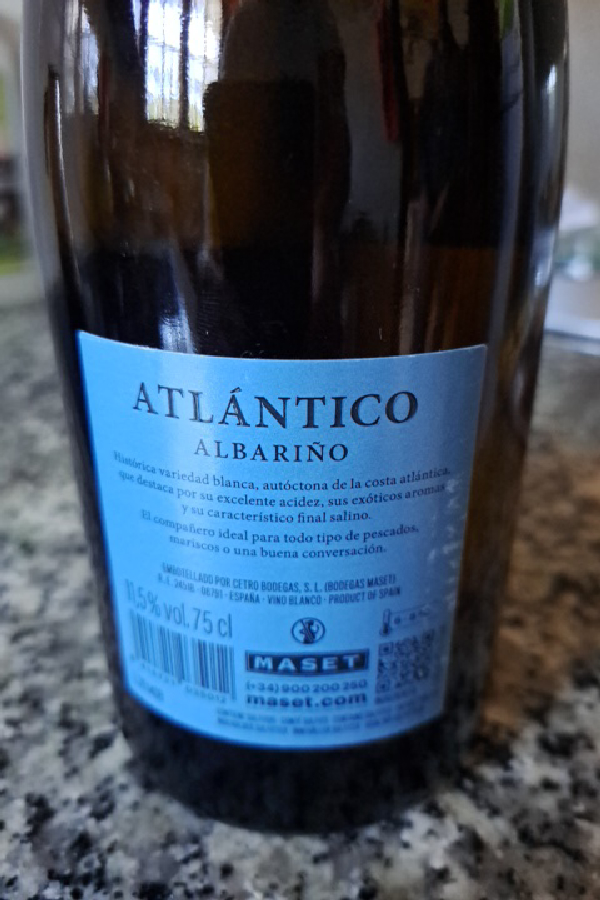 ATLÁNTICO
ALBARIÑO
Histórica variedad blanca, autóctona de la costa atlántica,
que destaca por su excelente acidez, sus exóticos aromas
y su característico final salino.
El compañero ideal para todo tipo de pescados,
mariscos o una buena conversación.
EMBOTELLADO POR CETRO BODEGAS, S. L. (BODEGAS MASET)
08791 - ESPAÑA - VINO BLANCO - PRODUCT OF SPAIN
11,5% vol. 75 cl
MASET
(+34) 900 200 250
maset.com